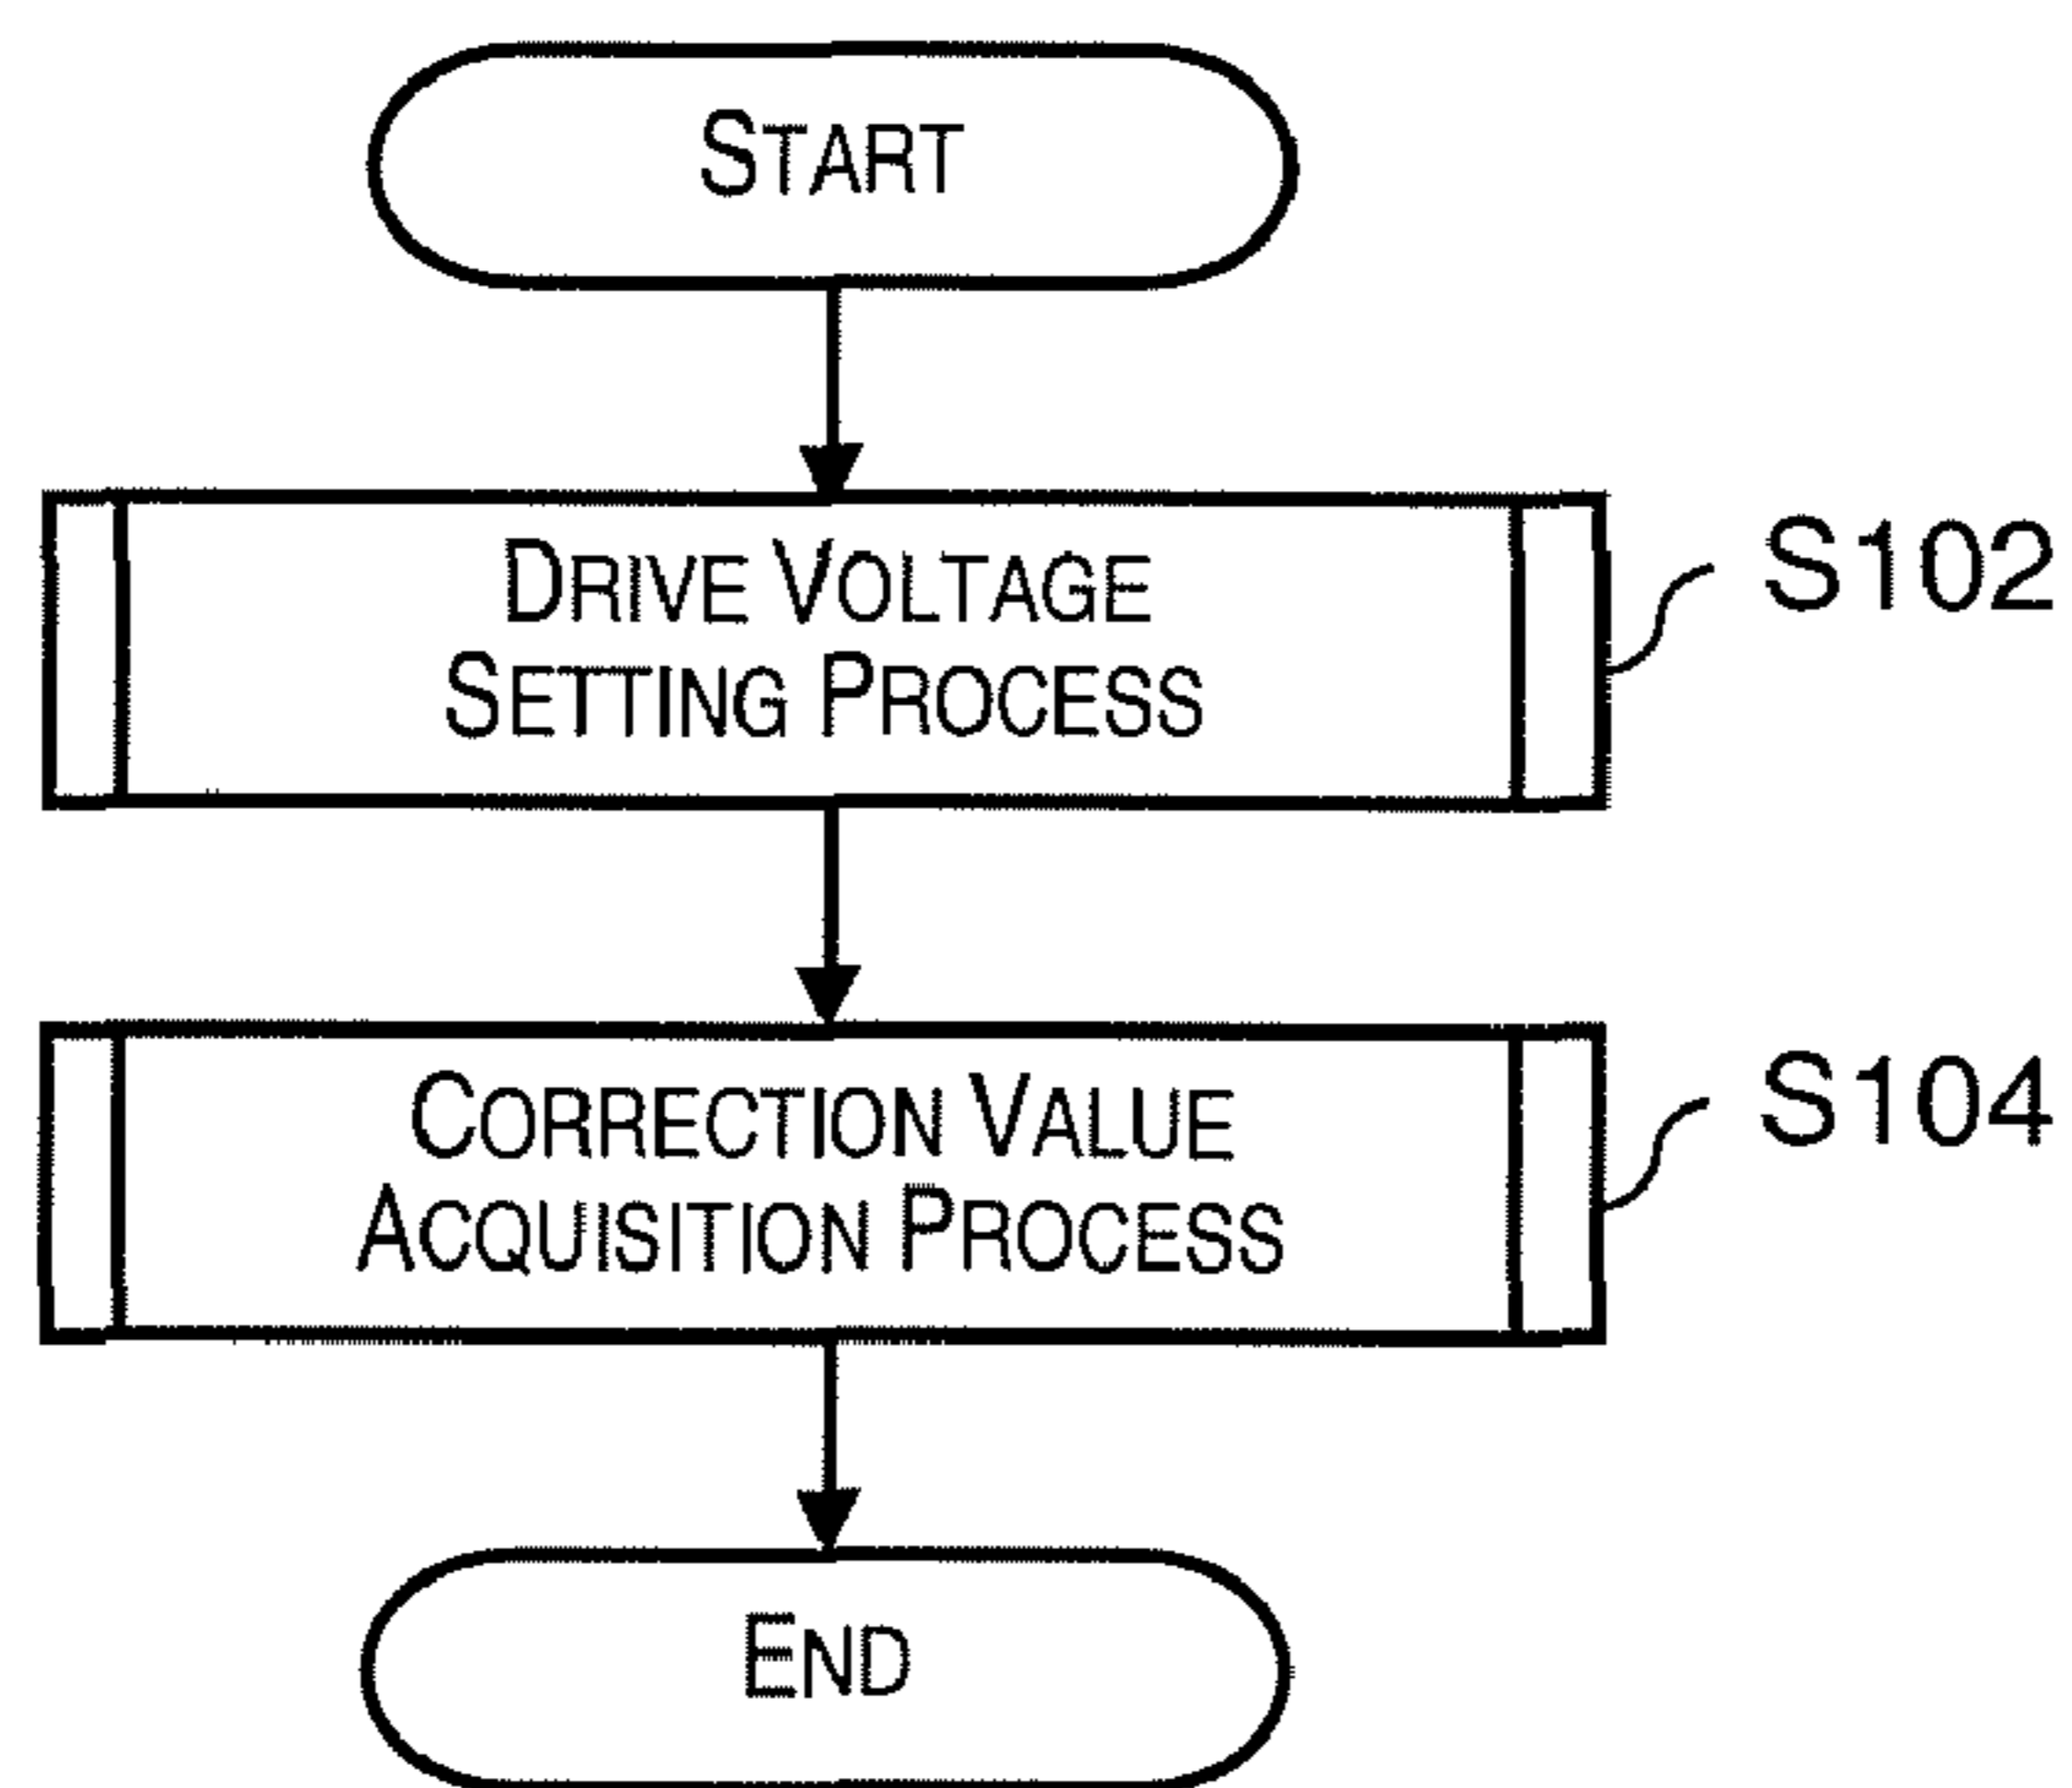 START
DRIVE VOLTAGE
SETTING PROCESS
S102
CORRECTION VALUE
ACQUISITION PROCESS
S104
END